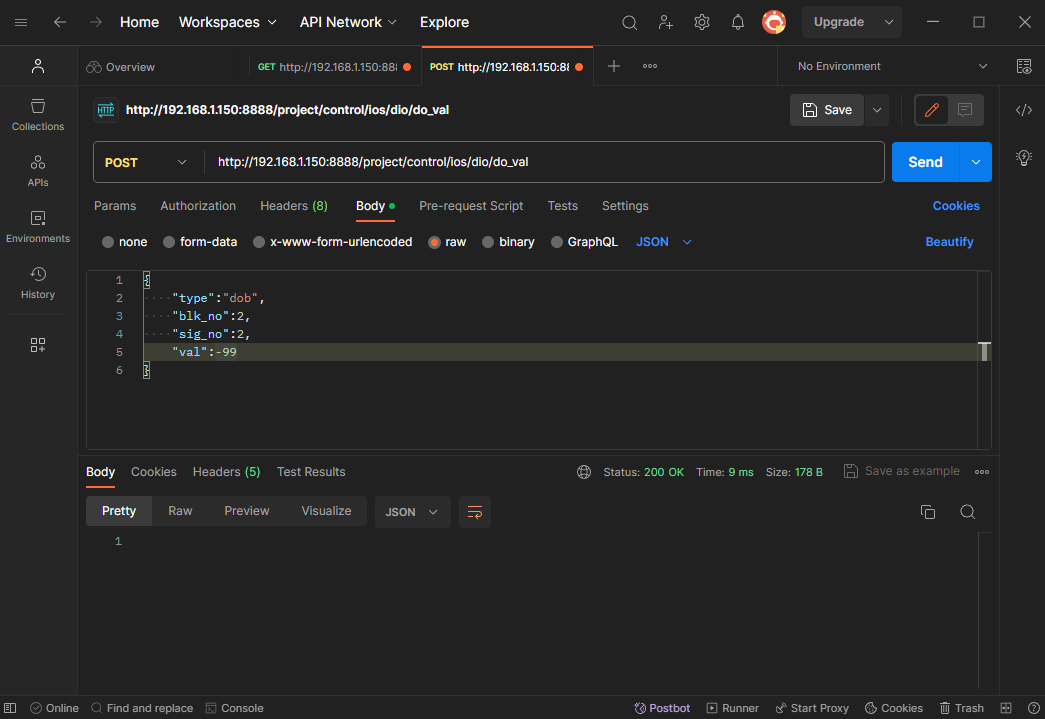 Home Workspaces API Network Explore Upgrade
Overview GET http://192.168.1.150:88 POST http://192.168.1.150:8 No Environment
HTTP http://192.168.1.150:8888/project/control/ios/dio/do_val Save
POST http://192.168.1.150:8888/project/control/ios/dio/do_val Send
Params Authorization Headers (8) Body Pre-request Script Tests Settings Cookies
none form-data x-www-form-urlencoded raw binary GraphQL JSON Beautify
1 {
2 "type":"dob",
3 "blk_no":2,
4 "sig_no":2,
5 "val":-99
6 }
Collections
APIs
Environments
History
Body Cookies Headers (5) Test Results Status: 200 OK Time: 9 ms Size: 178 B Save as example
Pretty Raw Preview Visualize JSON
1
Online Find and replace Console Postbot Runner Start Proxy Cookies Trash